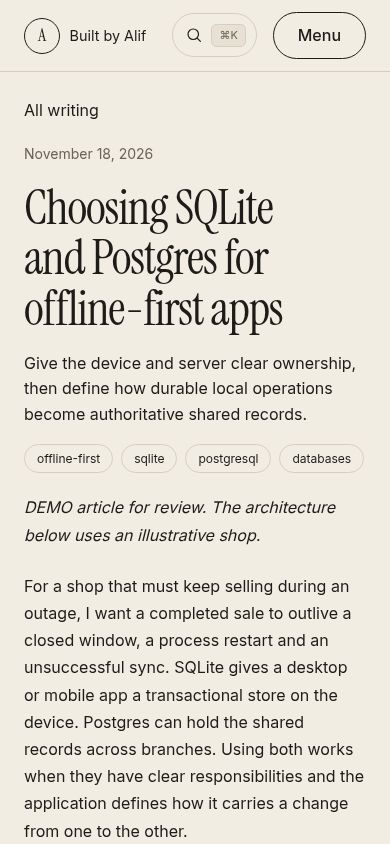 A Built by Alif ⌘K Menu
All writing
November 18, 2026
Choosing SQLite
and Postgres for
offline-first apps
Give the device and server clear ownership,
then define how durable local operations
become authoritative shared records.
offline-first sqlite postgresql databases
DEMO article for review. The architecture
below uses an illustrative shop.
For a shop that must keep selling during an
outage, I want a completed sale to outlive a
closed window, a process restart and an
unsuccessful sync. SQLite gives a desktop
or mobile app a transactional store on the
device. Postgres can hold the shared
records across branches. Using both works
when they have clear responsibilities and the
application defines how it carries a change
from one to the other.